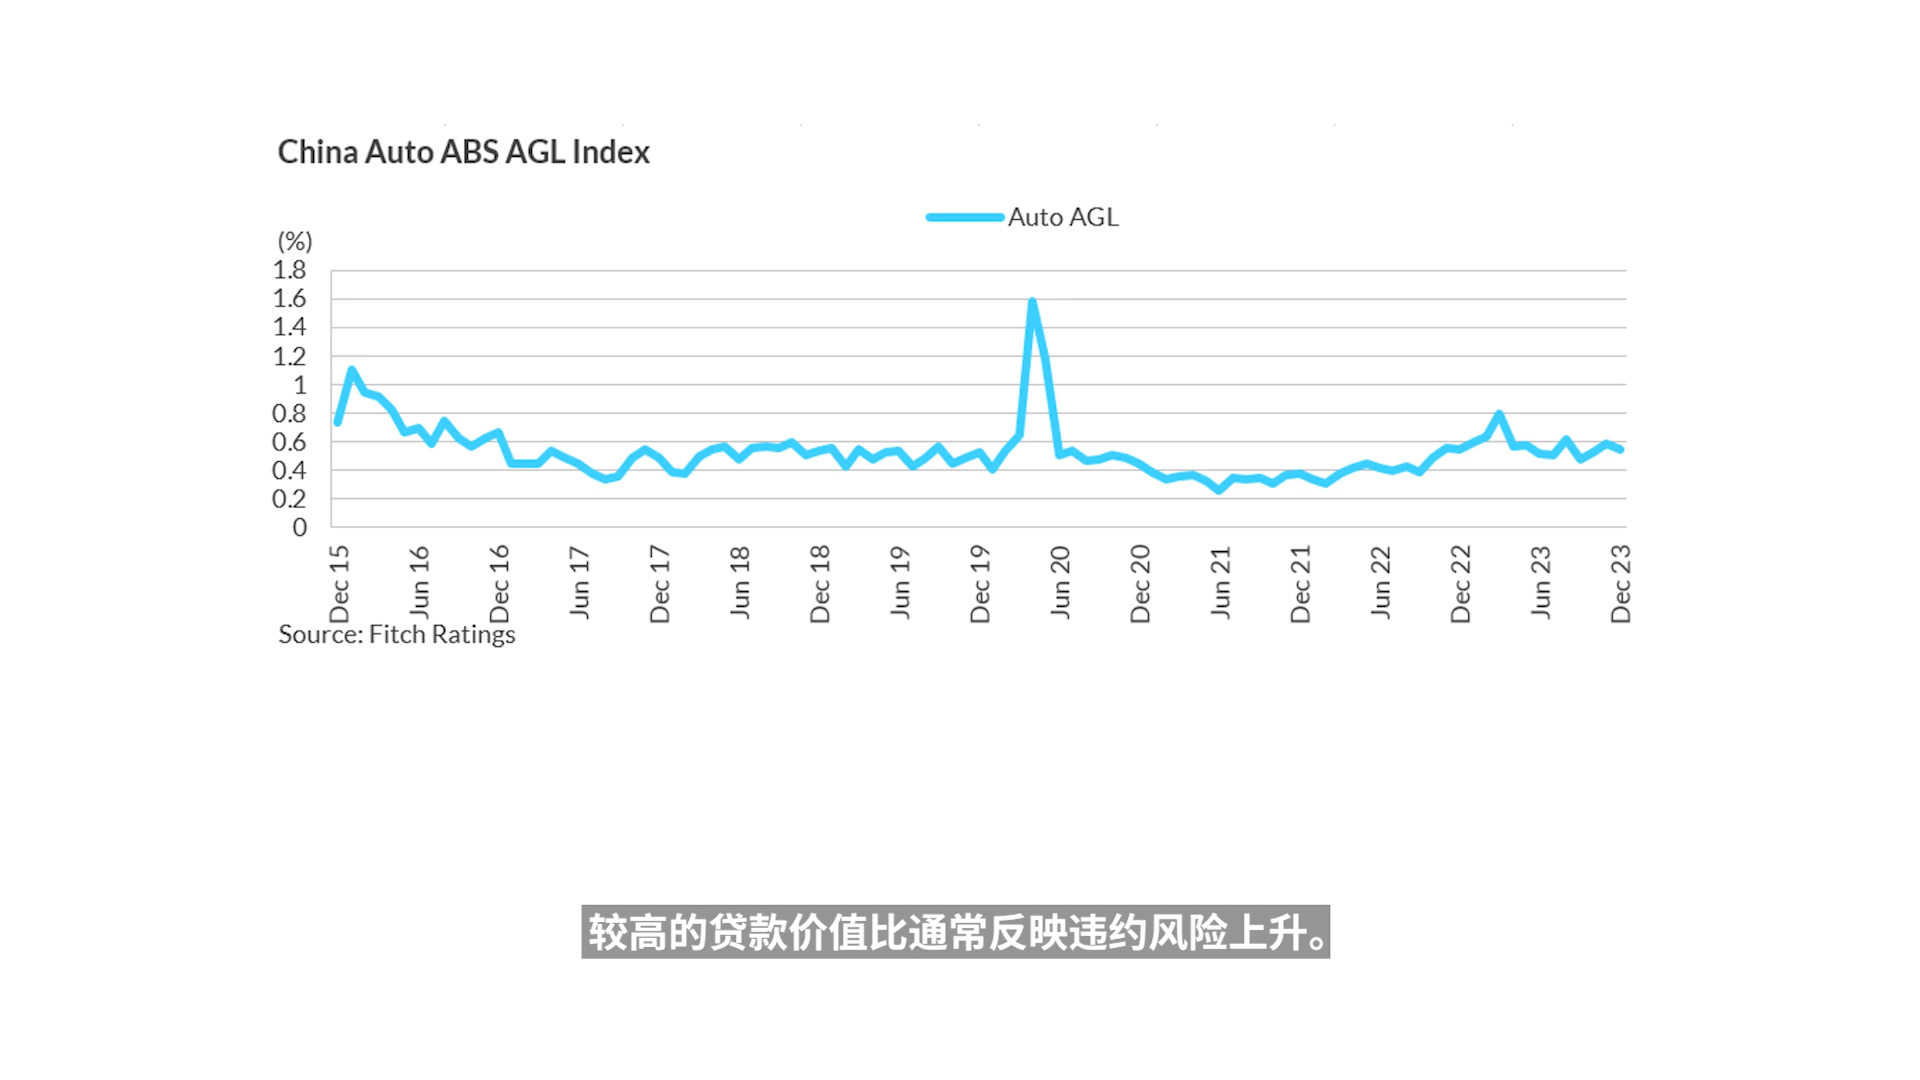 China Auto ABS AGL Index
Auto AGL
(%)
1.8
1.6
1.4
1.2
1
0.8
0.6
0.4
0.2
0
Dec 15
Jun 16
Dec 16
Jun 17
Dec 17
Jun 18
Dec 18
Jun 19
Dec 19
Jun 20
Dec 20
Jun 21
Dec 21
Jun 22
Dec 22
Jun 23
Dec 23
Source: Fitch Ratings
较高的贷款价值比通常反映违约风险上升。